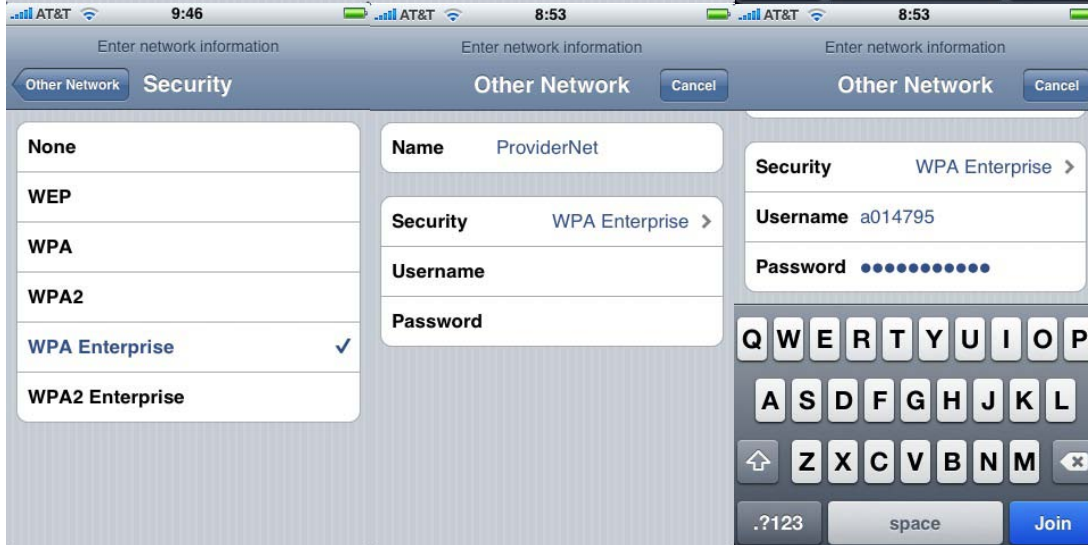 AT&T 9:46
Enter network information
Other Network Security
None
WEP
WPA
WPA2
WPA Enterprise
WPA2 Enterprise
AT&T 8:53
Enter network information
Other Network Cancel
Name ProviderNet
Security WPA Enterprise
Username
Password
AT&T 8:53
Enter network information
Other Network Cancel
Security WPA Enterprise
Username a014795
Password ●●●●●●●●●●●
Q W E R T Y U I O P
A S D F G H J K L
Z X C V B N M
.?123 space Join